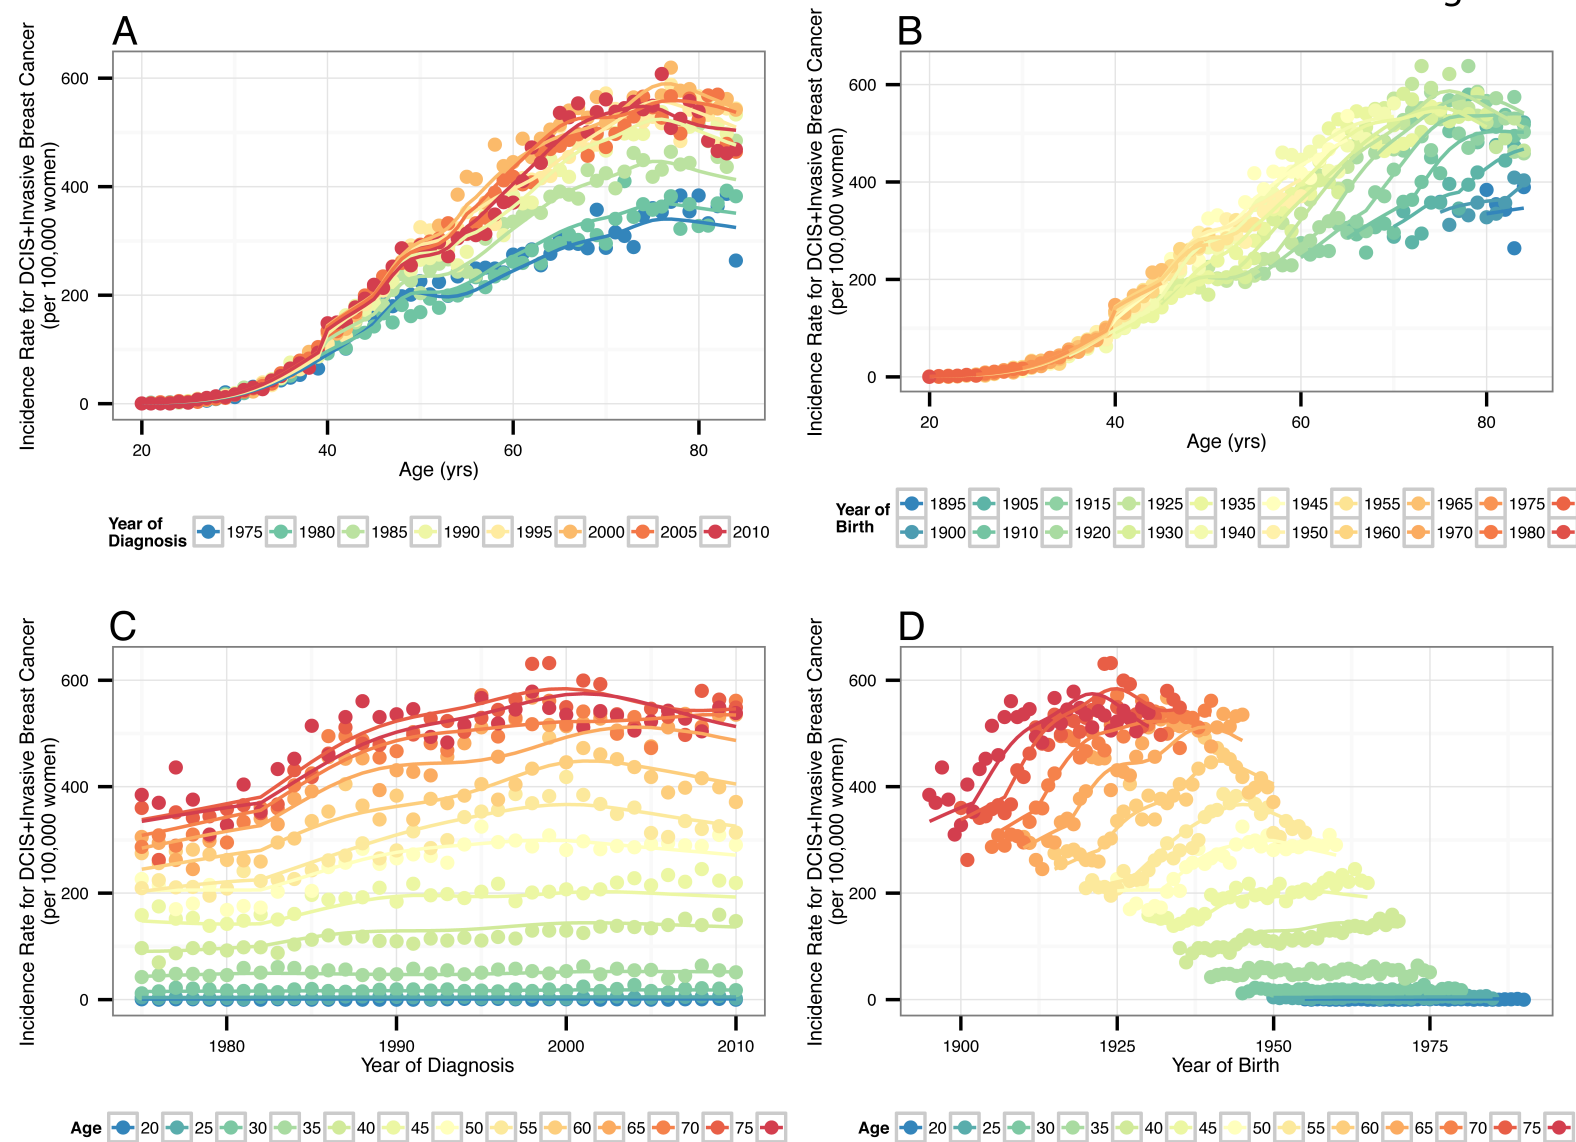 A
Incidence Rate for DCIS+Invasive Breast Cancer
(per 100,000 women)
600
400
200
0
20 40 60 80
Age (yrs)
Year of
Diagnosis
1975 1980 1985 1990 1995 2000 2005 2010
B
Incidence Rate for DCIS+Invasive Breast Cancer
(per 100,000 women)
600
400
200
0
20 40 60 80
Age (yrs)
Year of
Birth
1895 1905 1915 1925 1935 1945 1955 1965 1975
1900 1910 1920 1930 1940 1950 1960 1970 1980
C
Incidence Rate for DCIS+Invasive Breast Cancer
(per 100,000 women)
600
400
200
0
1980 1990 2000 2010
Year of Diagnosis
Age 20 25 30 35 40 45 50 55 60 65 70 75
D
Incidence Rate for DCIS+Invasive Breast Cancer
(per 100,000 women)
600
400
200
0
1900 1925 1950 1975
Year of Birth
Age 20 25 30 35 40 45 50 55 60 65 70 75